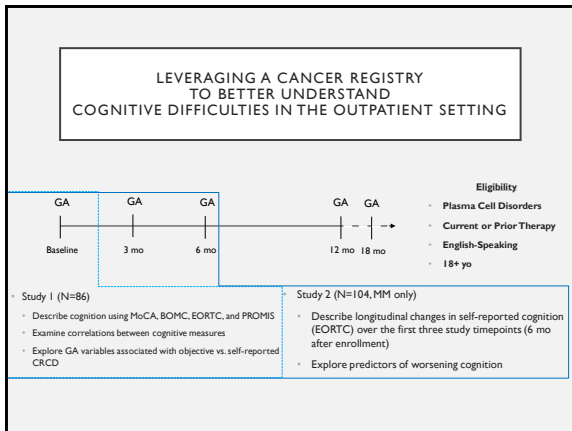 LEVERAGING A CANCER REGISTRY
TO BETTER UNDERSTAND
COGNITIVE DIFFICULTIES IN THE OUTPATIENT SETTING
GA GA GA GA GA
Baseline 3 mo 6 mo 12 mo 18 mo
Eligibility
• Plasma Cell Disorders
• Current or Prior Therapy
• English-Speaking
• 18+ yo
• Study 1 (N=86)
• Describe cognition using MoCA, BOMC, EORTC, and PROMIS
• Examine correlations between cognitive measures
• Explore GA variables associated with objective vs. self-reported
CRCD
• Study 2 (N=104, MM only)
• Describe longitudinal changes in self-reported cognition
(EORTC) over the first three study timepoints (6 mo
after enrollment)
• Explore predictors of worsening cognition